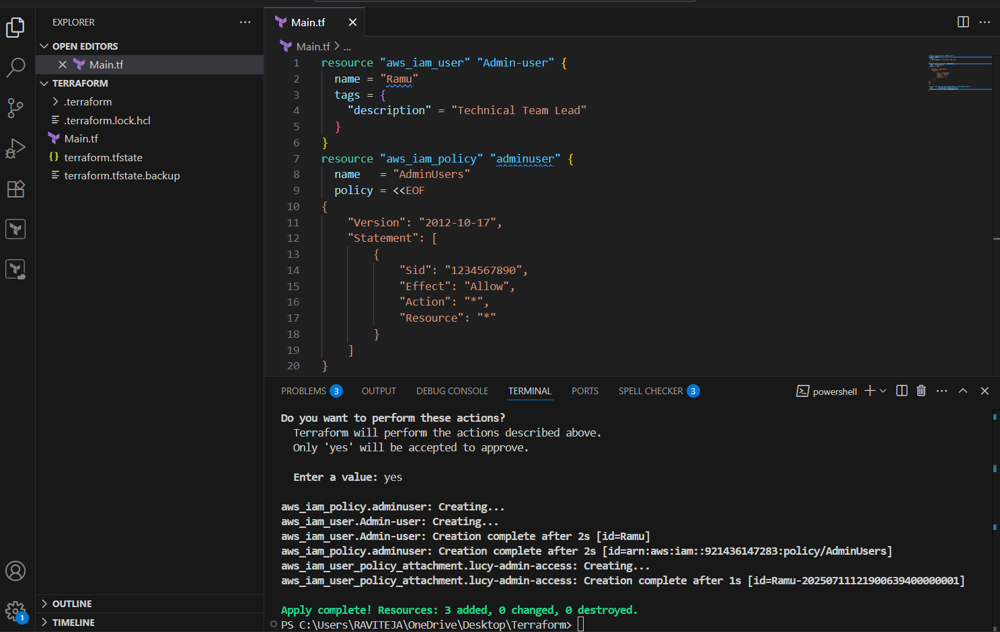 EXPLORER
OPEN EDITORS
Main.tf
TERRAFORM
.terraform
.terraform.lock.hcl
Main.tf
terraform.tfstate
terraform.tfstate.backup
OUTLINE
TIMELINE
1
Main.tf
Main.tf > ...
1 resource "aws_iam_user" "Admin-user" {
2 name = "Ramu"
3 tags = {
4 "description" = "Technical Team Lead"
5 }
6 }
7 resource "aws_iam_policy" "adminuser" {
8 name   = "AdminUsers"
9 policy = <<EOF
10 {
11 "Version": "2012-10-17",
12 "Statement": [
13 {
14 "Sid": "1234567890",
15 "Effect": "Allow",
16 "Action": "*",
17 "Resource": "*"
18 }
19 ]
20 }
PROBLEMS 3 OUTPUT DEBUG CONSOLE TERMINAL PORTS SPELL CHECKER 3 powershell
Do you want to perform these actions?
Terraform will perform the actions described above.
Only 'yes' will be accepted to approve.
Enter a value: yes
aws_iam_policy.adminuser: Creating...
aws_iam_user.Admin-user: Creating...
aws_iam_user.Admin-user: Creation complete after 2s [id=Ramu]
aws_iam_policy.adminuser: Creation complete after 2s [id=arn:aws:iam::921436147283:policy/AdminUsers]
aws_iam_user_policy_attachment.lucy-admin-access: Creating...
aws_iam_user_policy_attachment.lucy-admin-access: Creation complete after 1s [id=Ramu-20250711121900639400000001]
Apply complete! Resources: 3 added, 0 changed, 0 destroyed.
PS C:\Users\RAVITEJA\OneDrive\Desktop\Terraform>